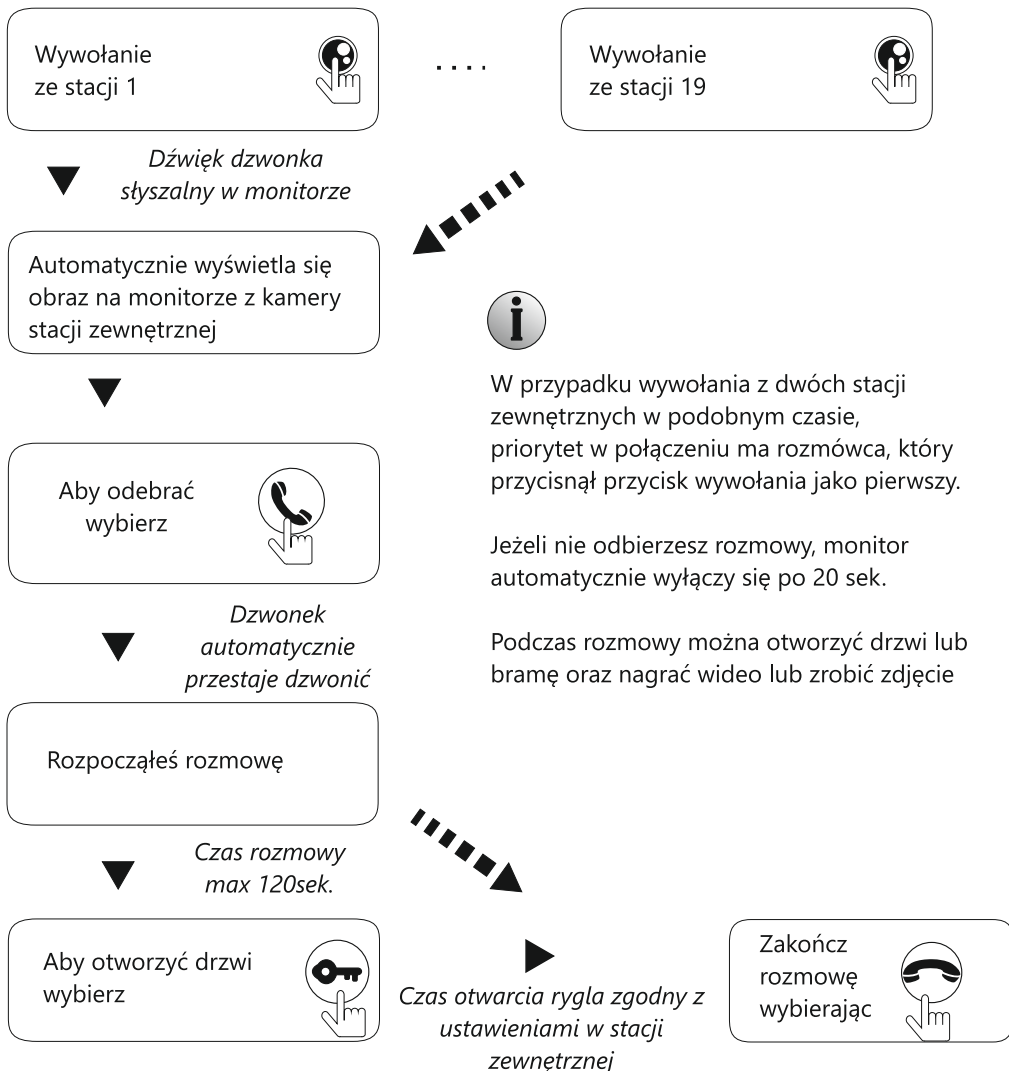 Wywołanie
ze stacji 1
. . . .
Wywołanie
ze stacji 19
Dźwięk dzwonka
słyszalny w monitorze
Automatycznie wyświetla się
obraz na monitorze z kamery
stacji zewnętrznej
i
W przypadku wywołania z dwóch stacji
zewnętrznych w podobnym czasie,
priorytet w połączeniu ma rozmówca, który
przycisnął przycisk wywołania jako pierwszy.
Jeżeli nie odbierzesz rozmowy, monitor
automatycznie wyłączy się po 20 sek.
Podczas rozmowy można otworzyć drzwi lub
bramę oraz nagrać wideo lub zrobić zdjęcie
Aby odebrać
wybierz
Dzwonek
automatycznie
przestaje dzwonić
Rozpocząłeś rozmowę
Czas rozmowy
max 120sek.
Aby otworzyć drzwi
wybierz
Czas otwarcia rygla zgodny z
ustawieniami w stacji
zewnętrznej
Zakończ
rozmowę
wybierając